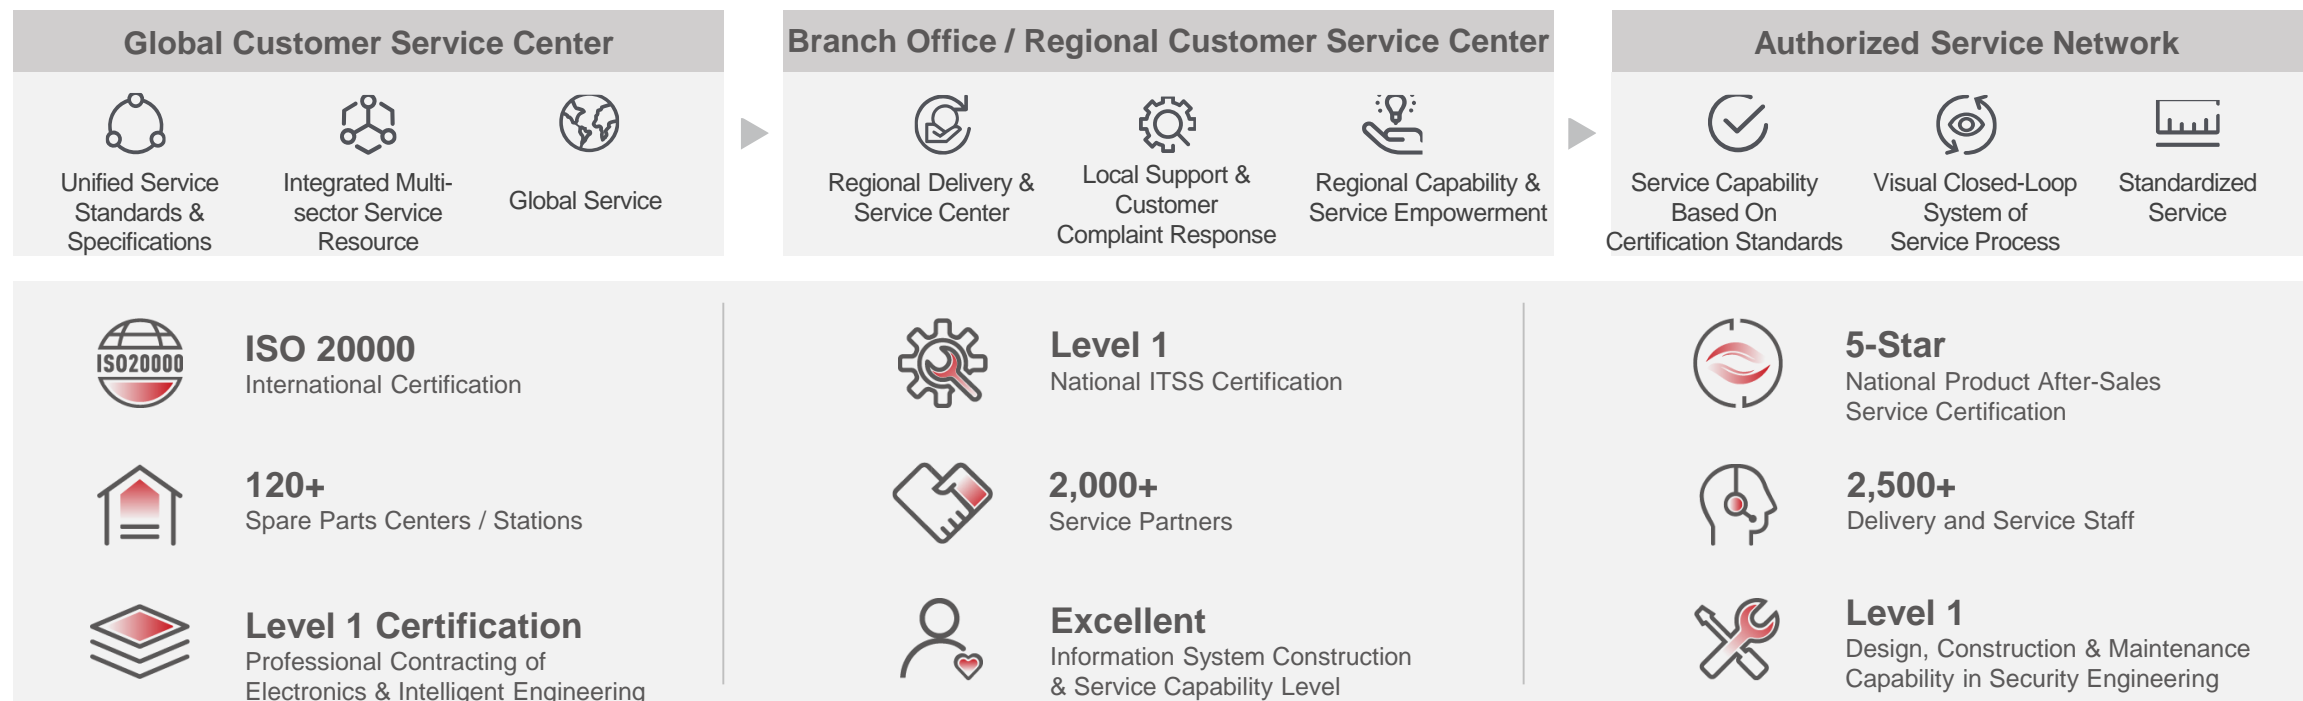 Global Customer Service Center
Unified Service
Standards &
Specifications
Integrated Multi-
sector Service
Resource
Global Service
Branch Office / Regional Customer Service Center
Regional Delivery &
Service Center
Local Support &
Customer
Complaint Response
Regional Capability &
Service Empowerment
Authorized Service Network
Service Capability
Based On
Certification Standards
Visual Closed-Loop
System of
Service Process
Standardized
Service
ISO20000
ISO 20000
International Certification
Level 1
National ITSS Certification
5-Star
National Product After-Sales
Service Certification
120+
Spare Parts Centers / Stations
2,000+
Service Partners
2,500+
Delivery and Service Staff
Level 1 Certification
Professional Contracting of
Electronics & Intelligent Engineering
Excellent
Information System Construction
& Service Capability Level
Level 1
Design, Construction & Maintenance
Capability in Security Engineering